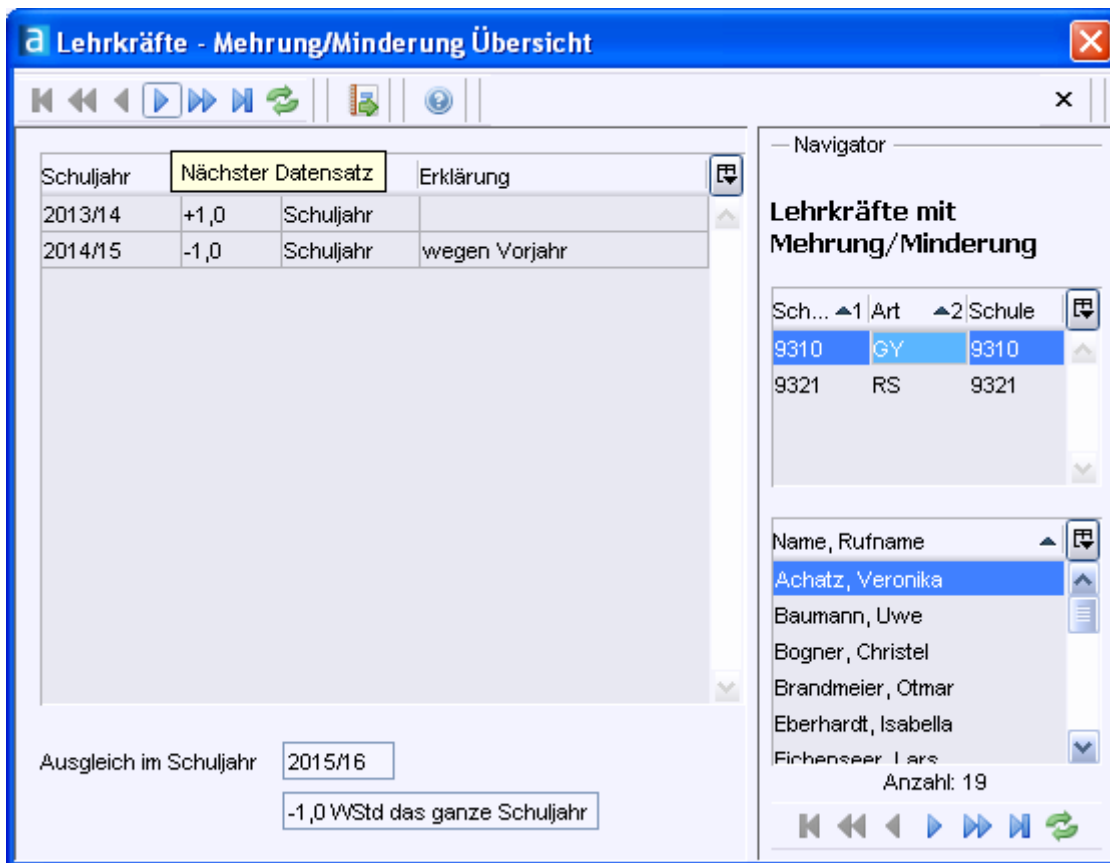 a Lehrkräfte - Mehrung/Minderung Übersicht
Schuljahr Nächster Datensatz Erklärung
2013/14 +1,0 Schuljahr
2014/15 -1,0 Schuljahr wegen Vorjahr
Ausgleich im Schuljahr 2015/16
-1,0 WStd das ganze Schuljahr
Navigator
Lehrkräfte mit
Mehrung/Minderung
Sch... 1 Art 2 Schule
9310 GY 9310
9321 RS 9321
Name, Rufname
Achatz, Veronika
Baumann, Uwe
Bogner, Christel
Brandmeier, Otmar
Eberhardt, Isabella
Eichenseer, Lars
Anzahl: 19